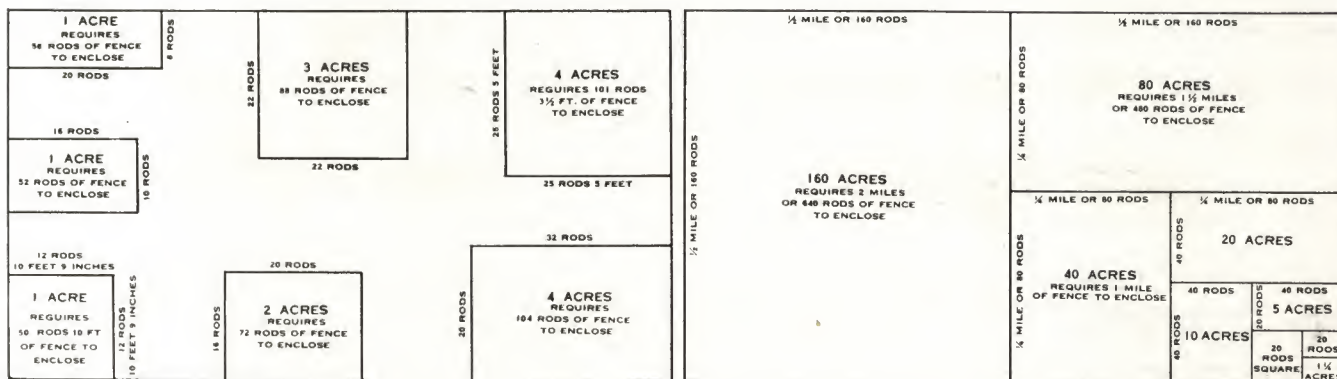 1 ACRE
REQUIRES
56 RODS OF FENCE
TO ENCLOSE
8 RODS
20 RODS
16 RODS
1 ACRE
REQUIRES
52 RODS OF FENCE
TO ENCLOSE
10 RODS
12 RODS
10 FEET 9 INCHES
1 ACRE
REQUIRES
50 RODS 10 FT
OF FENCE TO
ENCLOSE
12 RODS
10 FEET 9 INCHES
22 RODS
3 ACRES
REQUIRES
88 RODS OF FENCE
TO ENCLOSE
22 RODS
20 RODS
16 RODS
2 ACRES
REQUIRES
72 RODS OF FENCE
TO ENCLOSE
25 RODS 5 FEET
4 ACRES
REQUIRES 101 RODS
3½ FT. OF FENCE
TO ENCLOSE
25 RODS 5 FEET
32 RODS
20 RODS
4 ACRES
REQUIRES
104 RODS OF FENCE
TO ENCLOSE
½ MILE OR 160 RODS
½ MILE OR 160 RODS
160 ACRES
REQUIRES 2 MILES
OR 640 RODS OF FENCE
TO ENCLOSE
½ MILE OR 160 RODS
¼ MILE OR 80 RODS
80 ACRES
REQUIRES 1½ MILES
OR 480 RODS OF FENCE
TO ENCLOSE
¼ MILE OR 80 RODS
¼ MILE OR 80 RODS
40 ACRES
REQUIRES 1 MILE
OF FENCE TO ENCLOSE
¼ MILE OR 80 RODS
40 RODS
20 ACRES
40 RODS
40 RODS
10 ACRES
40 RODS
20 RODS
5 ACRES
20
RODS
SQUARE
20
RODS
1¼
ACRES